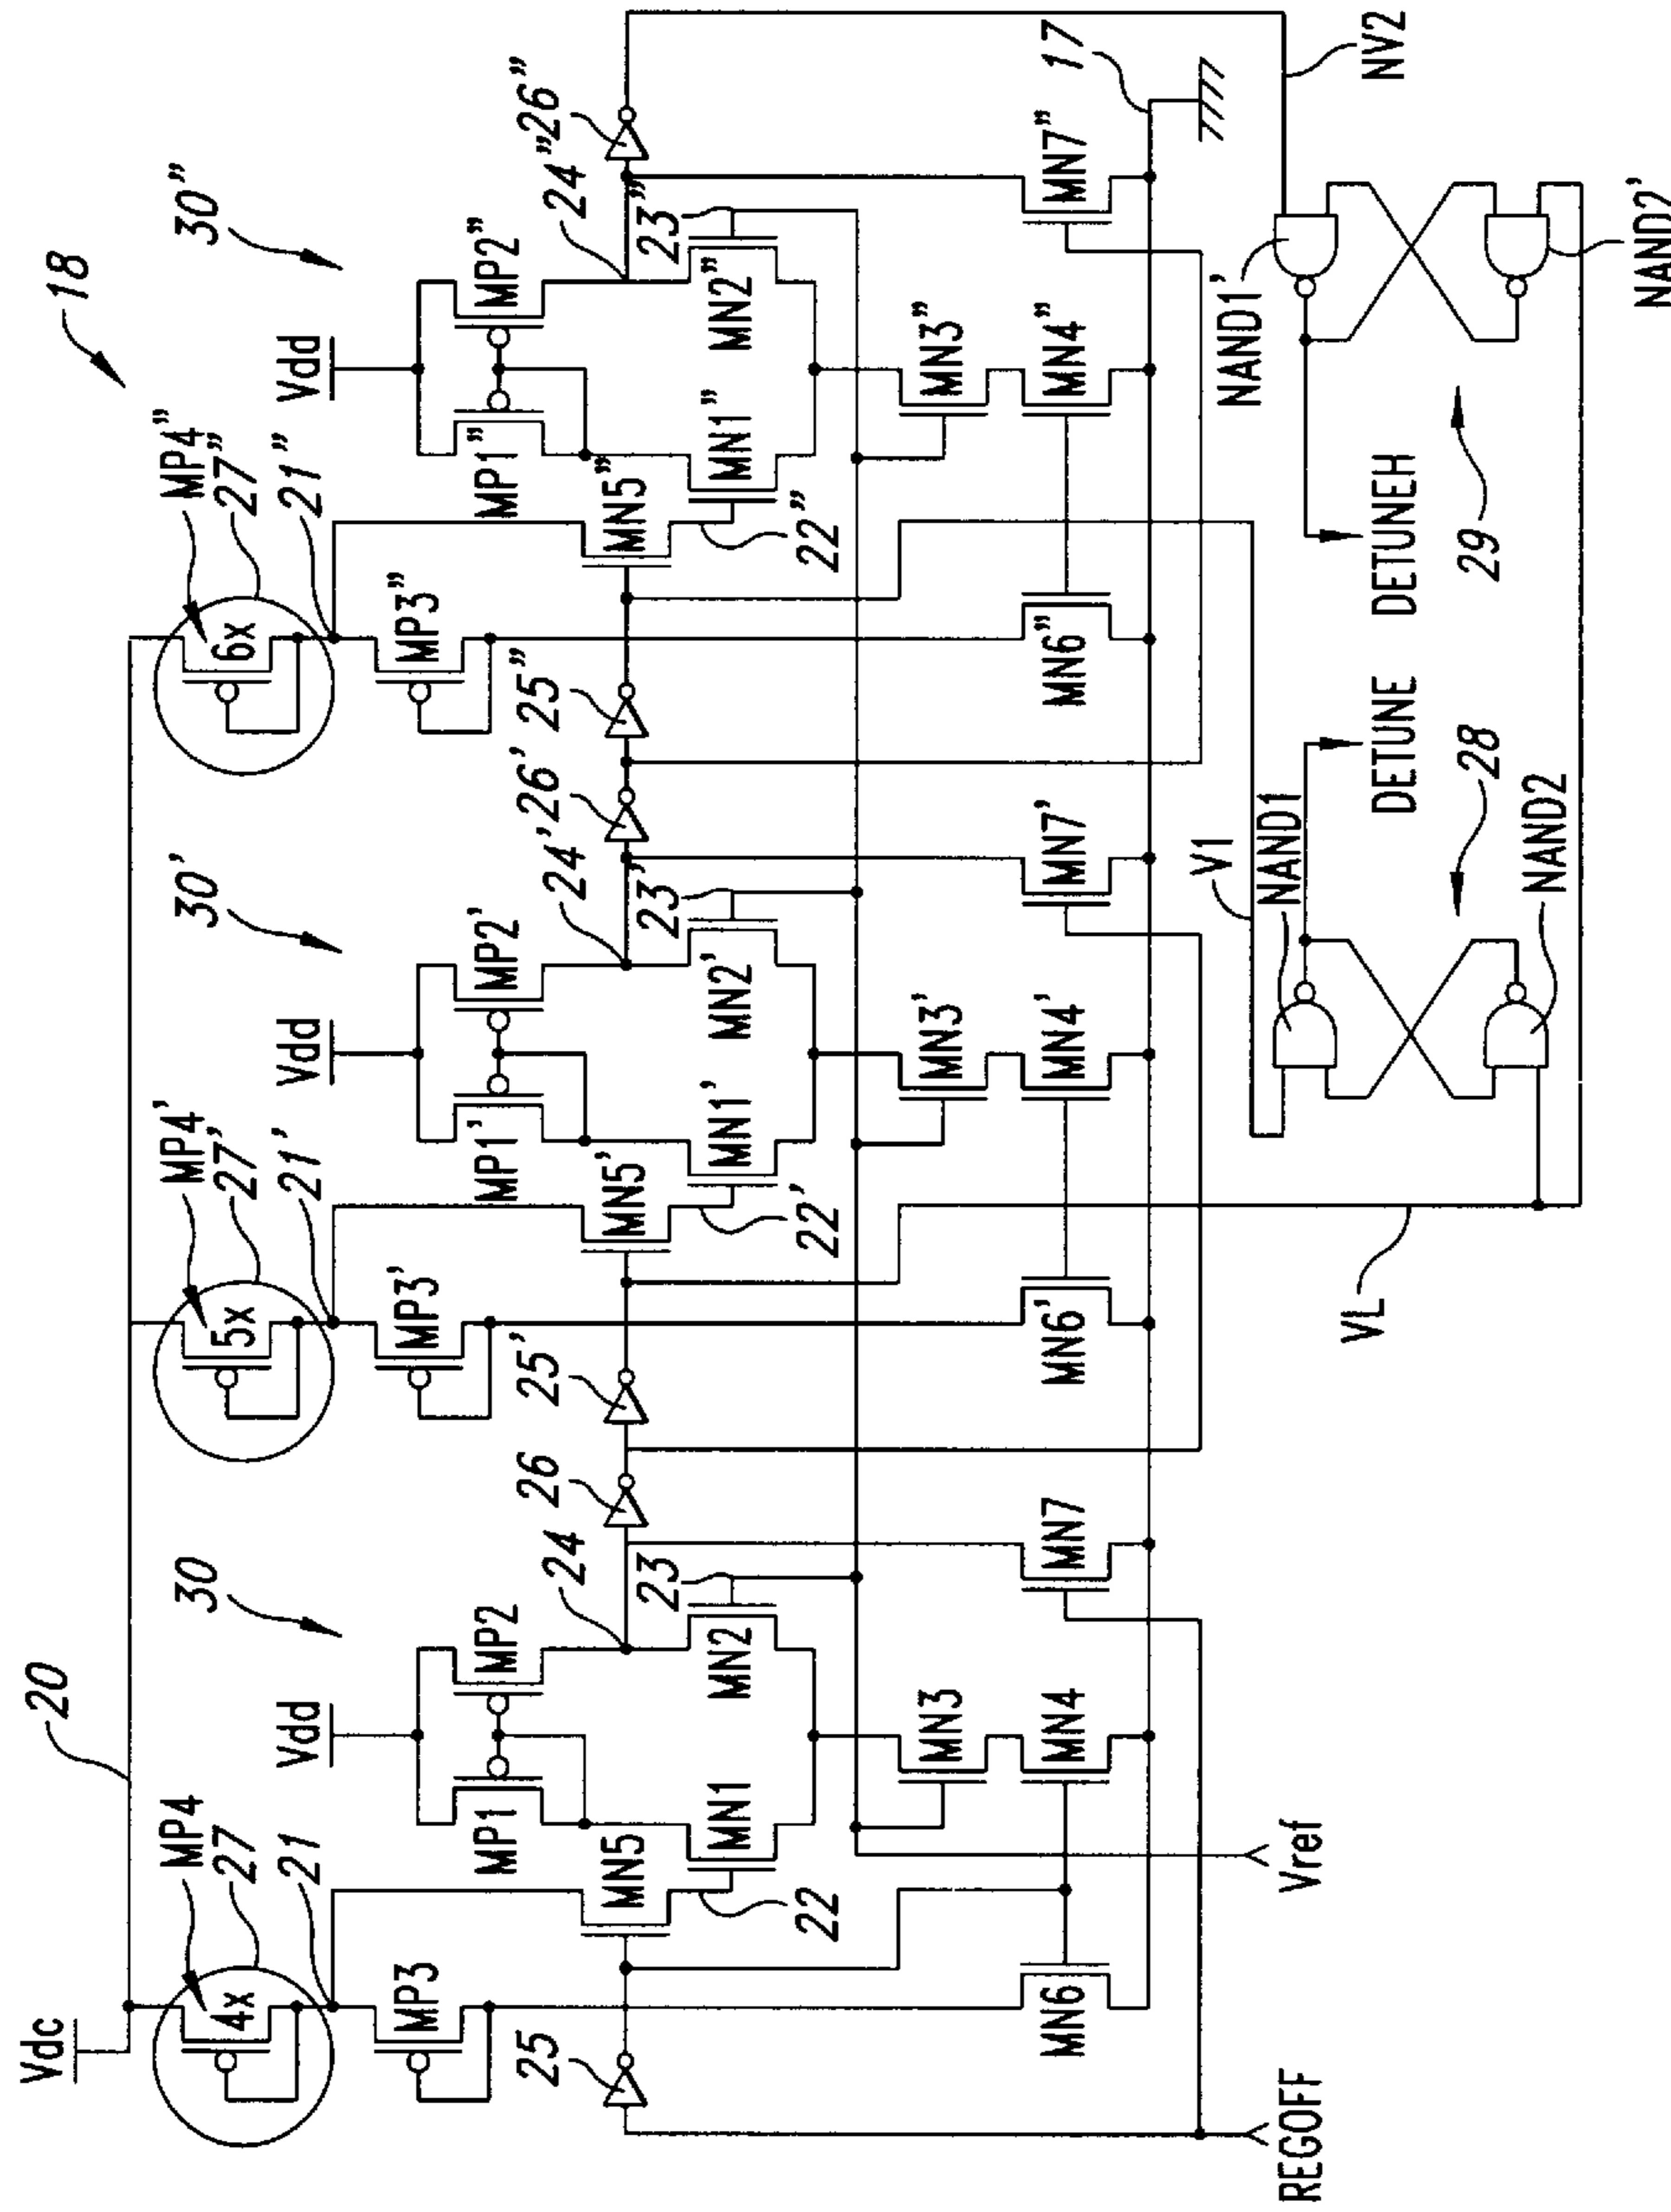 18
20
Vdc
MP4
27
4x
21
MP3
25
REGOFF
30
Vdd
MP1
MP2
MN5
MN1
22
24
23
MN2
26
MN3
MN4
MN6
MN7
Vref
MP4'
27'
5x
21'
MP3'
25'
30'
Vdd
MP1'
MP2'
MN5'
MN1'
22'
24'
23'
MN2'
26'
MN3'
MN4'
MN6'
MN7'
MP4"
27"
6x
21"
MP3"
25"
30"
Vdd
MP1"
MP2"
MN5"
MN1"
22"
24"
23"
MN2"
26"
MN3"
MN4"
MN6"
MN7"
17
VL
V1
NAND1
NAND2
28
DETUNE
DETUNEH
29
NAND1'
NAND2'
NV2